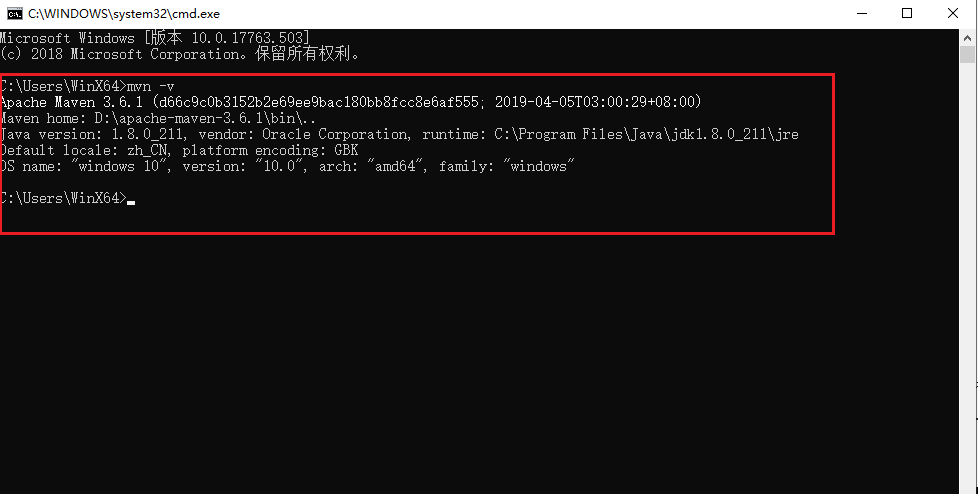 C:\WINDOWS\system32\cmd.exe
Microsoft Windows [版本 10.0.17763.503]
(c) 2018 Microsoft Corporation。保留所有权利。
C:\Users\WinX64>mvn -v
Apache Maven 3.6.1 (d66c9c0b3152b2e69ee9bac180bb8fcc8e6af555; 2019-04-05T03:00:29+08:00)
Maven home: D:\apache-maven-3.6.1\bin\..
Java version: 1.8.0_211, vendor: Oracle Corporation, runtime: C:\Program Files\Java\jdk1.8.0_211\jre
Default locale: zh_CN, platform encoding: GBK
OS name: "windows 10", version: "10.0", arch: "amd64", family: "windows"
C:\Users\WinX64>